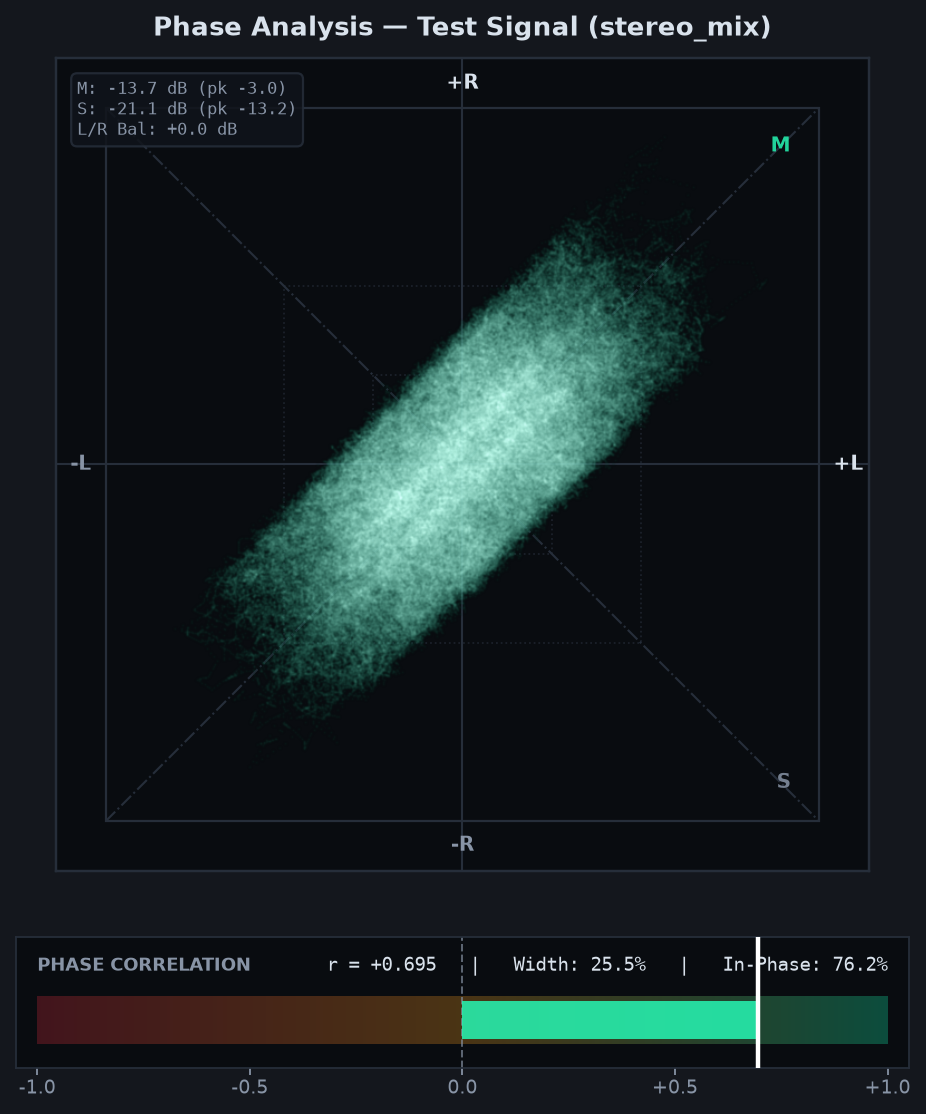 Phase Analysis — Test Signal (stereo_mix)
M: -13.7 dB (pk -3.0)
S: -21.1 dB (pk -13.2)
L/R Bal: +0.0 dB
+R
M
-L
+L
S
-R
PHASE CORRELATION r = +0.695 | Width: 25.5% | In-Phase: 76.2%
-1.0 -0.5 0.0 +0.5 +1.0